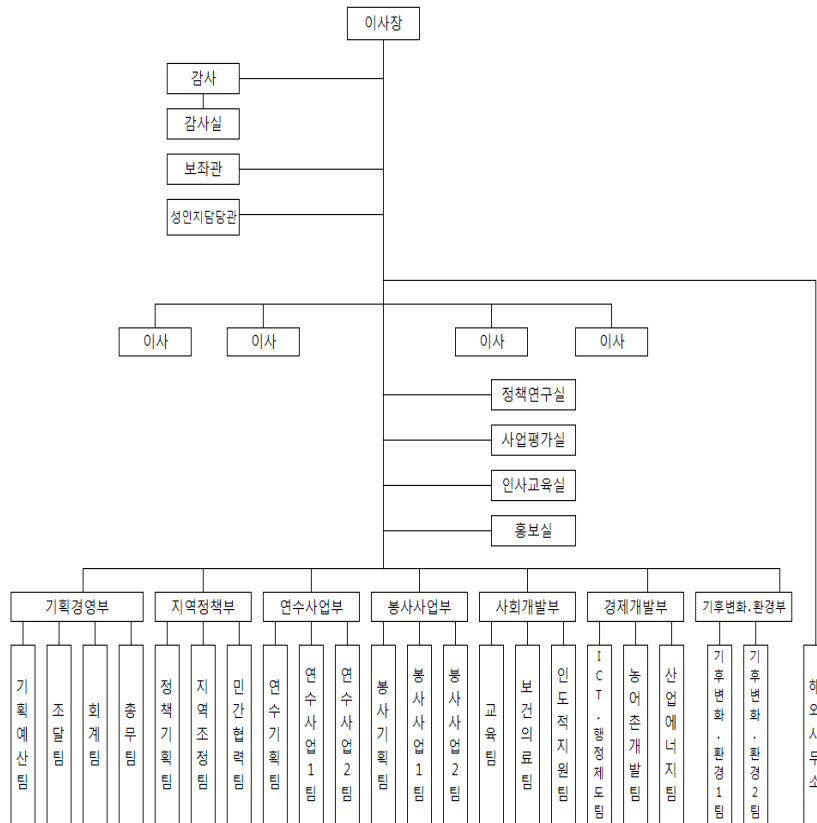 이사장
감사
감사실
보좌관
성인지담당관
이사
이사
이사
이사
정책연구실
사업평가실
인사교육실
홍보실
기획경영부
지역정책부
연수사업부
봉사사업부
사회개발부
경제개발부
기후변화.환경부
기획예산팀
조달팀
회계팀
총무팀
정책기획팀
지역조정팀
민간협력팀
연수기획팀
연수사업1팀
연수사업2팀
봉사기획팀
봉사사업1팀
봉사사업2팀
교육팀
보건의료팀
인도적지원팀
ICT.행정제도팀
농어촌개발팀
산업에너지팀
기후변화.환경1팀
기후변화.환경2팀
해외사무소